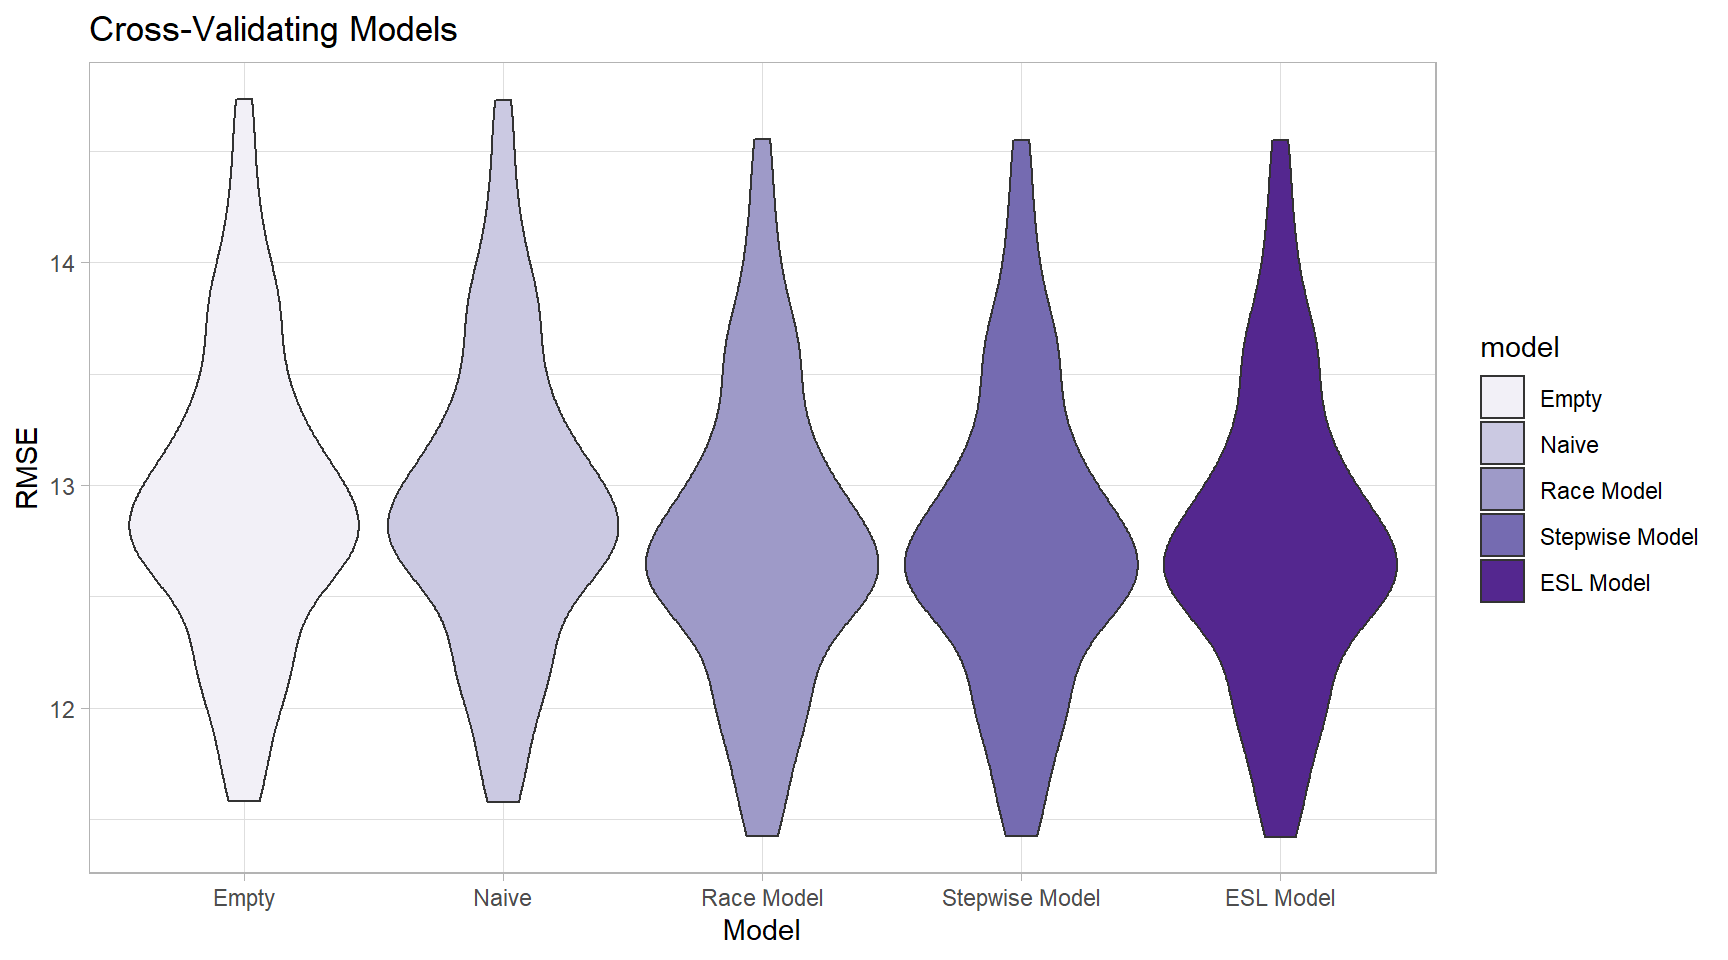 Cross-Validating Models
RMSE
14
13
12
Empty
Naive
Race Model
Stepwise Model
ESL Model
Model
model
Empty
Naive
Race Model
Stepwise Model
ESL Model